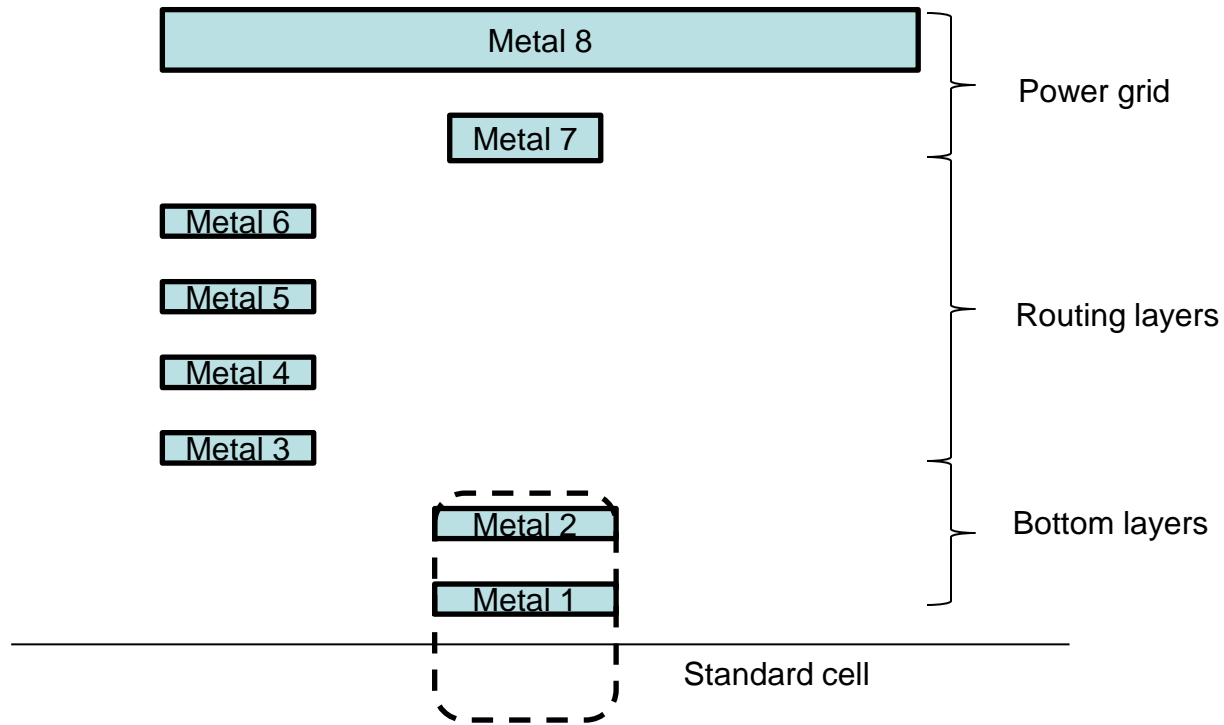 Metal 8
Power grid
Metal 7
Metal 6
Metal 5
Routing layers
Metal 4
Metal 3
Metal 2
Bottom layers
Metal 1
Standard cell